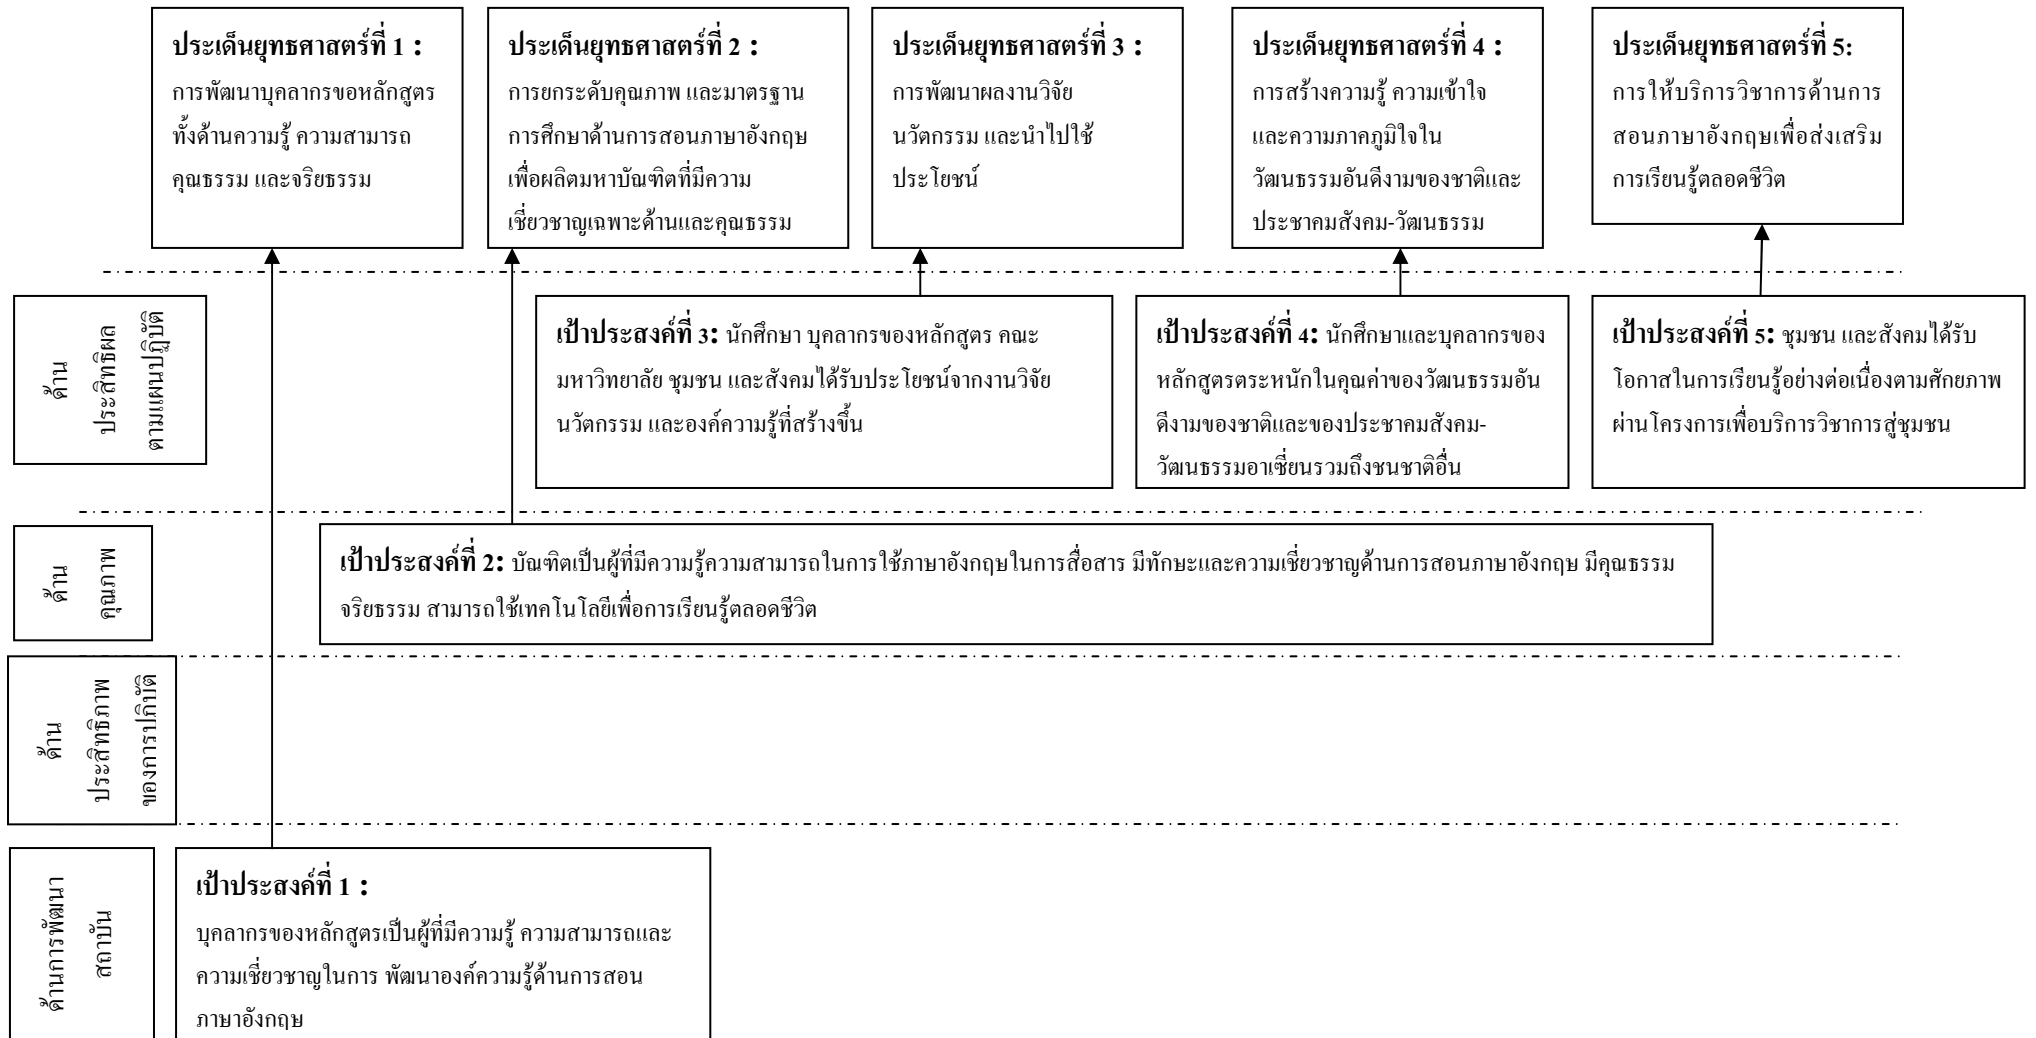 ประเด็นยุทธศาสตร์ที่ 1 :
การพัฒนาบุคลากรขอหลักสูตร
ทั้งด้านความรู้ ความสามารถ
คุณธรรม และจริยธรรม
ประเด็นยุทธศาสตร์ที่ 2 :
การยกระดับคุณภาพ และมาตรฐาน
การศึกษาด้านการสอนภาษาอังกฤษ
เพื่อผลิตมหาบัณฑิตที่มีความ
เชี่ยวชาญเฉพาะด้านและคุณธรรม
ประเด็นยุทธศาสตร์ที่ 3 :
การพัฒนาผลงานวิจัย
นวัตกรรม และนำไปใช้
ประโยชน์
ประเด็นยุทธศาสตร์ที่ 4 :
การสร้างความรู้ ความเข้าใจ
และความภาคภูมิใจใน
วัฒนธรรมอันดีงามของชาติและ
ประชาคมสังคม-วัฒนธรรม
ประเด็นยุทธศาสตร์ที่ 5:
การให้บริการวิชาการด้านการ
สอนภาษาอังกฤษเพื่อส่งเสริม
การเรียนรู้ตลอดชีวิต
ด้าน
ประสิทธิผล
ตามแผนปฏิบัติ
เป้าประสงค์ที่ 3: นักศึกษา บุคลากรของหลักสูตร คณะ
มหาวิทยาลัย ชุมชน และสังคมได้รับประโยชน์จากงานวิจัย
นวัตกรรม และองค์ความรู้ที่สร้างขึ้น
เป้าประสงค์ที่ 4: นักศึกษาและบุคลากรของ
หลักสูตรตระหนักในคุณค่าของวัฒนธรรมอัน
ดีงามของชาติและของประชาคมสังคม-
วัฒนธรรมอาเซี่ยนรวมถึงชนชาติอื่น
เป้าประสงค์ที่ 5: ชุมชน และสังคมได้รับ
โอกาสในการเรียนรู้อย่างต่อเนื่องตามศักยภาพ
ผ่านโครงการเพื่อบริการวิชาการสู่ชุมชน
ด้าน
คุณภาพ
เป้าประสงค์ที่ 2: บัณฑิตเป็นผู้ที่มีความรู้ความสามารถในการใช้ภาษาอังกฤษในการสื่อสาร มีทักษะและความเชี่ยวชาญด้านการสอนภาษาอังกฤษ มีคุณธรรม
จริยธรรม สามารถใช้เทคโนโลยีเพื่อการเรียนรู้ตลอดชีวิต
ด้าน
ประสิทธิภาพ
ของการปกิบัติ
ด้านการพัฒนา
สถาบัน
เป้าประสงค์ที่ 1 :
บุคลากรของหลักสูตรเป็นผู้ที่มีความรู้ ความสามารถและ
ความเชี่ยวชาญในการ พัฒนาองค์ความรู้ด้านการสอน
ภาษาอังกฤษ